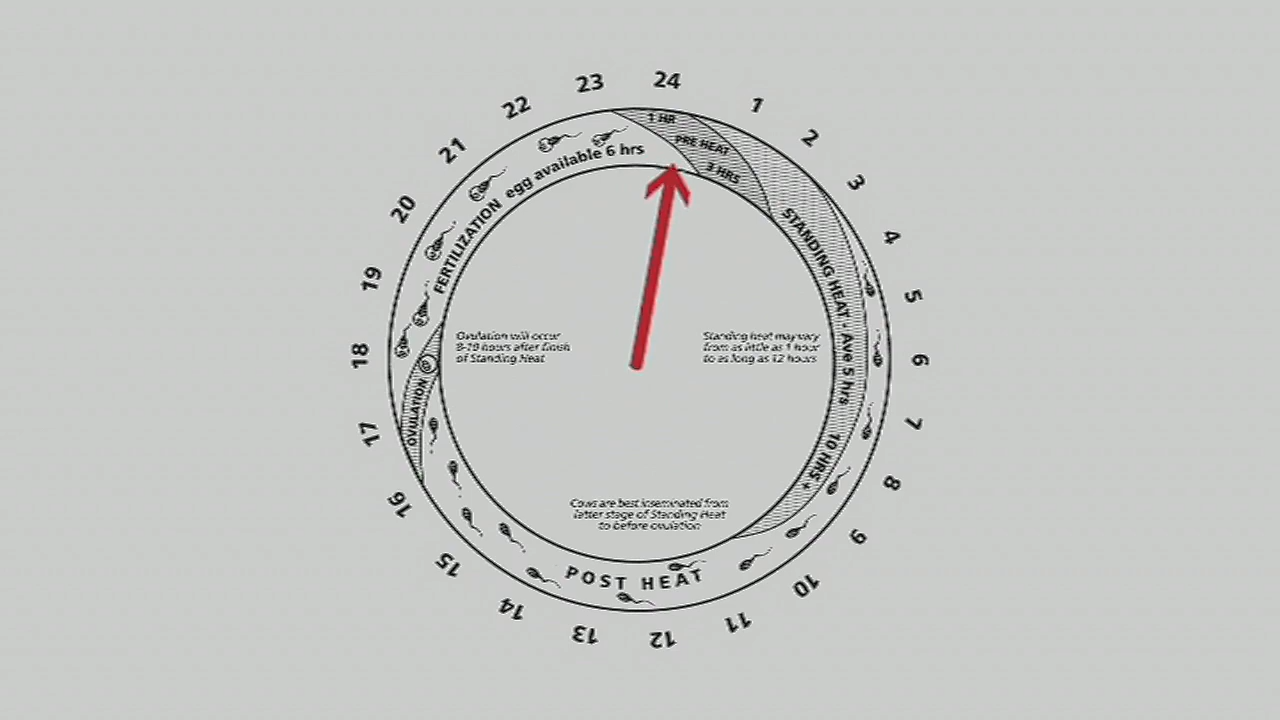 24
1
2
3
4
5
6
7
8
9
10
11
12
13
14
15
16
17
18
19
20
21
22
23
1 HR
PRE HEAT
3 HRS
STANDING HEAT - Ave 5 hrs
10 HRS +
POST HEAT
OVULATION
FERTILIZATION egg available 6 hrs
Ovulation will occur
8-19 hours after finish
of Standing Heat
Standing heat may vary
from as little as 1 hour
to as long as 12 hours
Cows are best inseminated from
latter stage of Standing Heat
to before ovulation